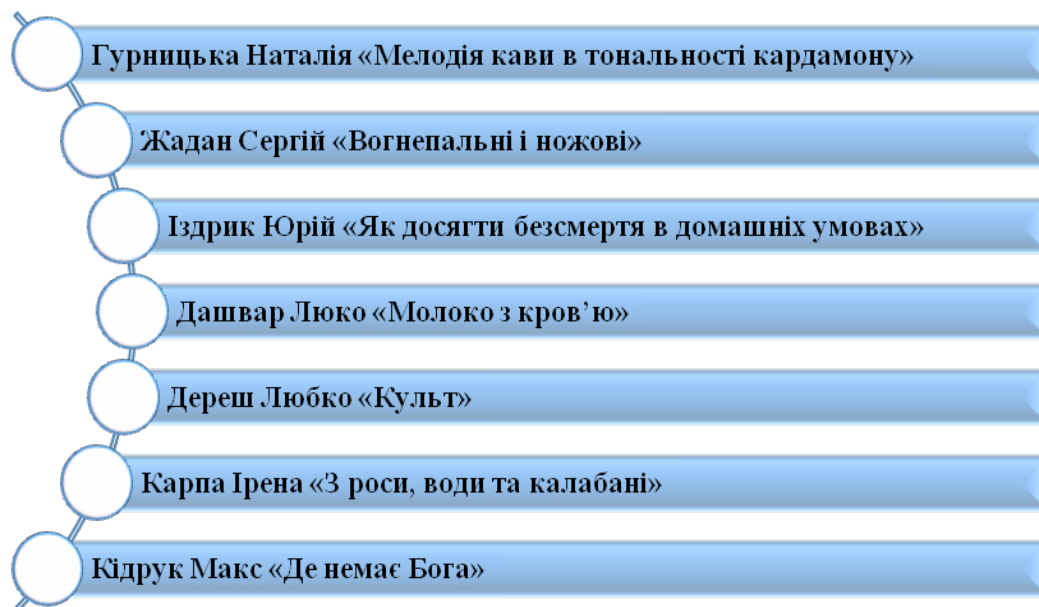 Гурницька Наталія «Мелодія кави в тональності кардамону»
Жадан Сергій «Вогнепальні і ножові»
Іздрик Юрій «Як досягти безсмертя в домашніх умовах»
Дашвар Люко «Молоко з кров’ю»
Дереш Любко «Культ»
Карпа Ірена «З роси, води та калабані»
Кідрук Макс «Де немає Бога»